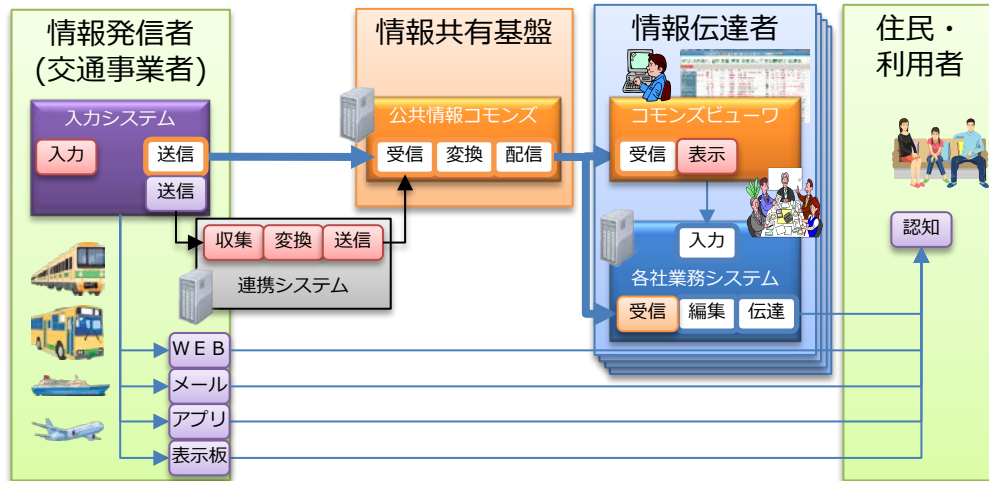 情報発信者
(交通事業者)
入力システム
入力
送信
送信
収集
変換
送信
連携システム
ＷＥＢ
メール
アプリ
表示板
情報共有基盤
公共情報コモンズ
受信
変換
配信
情報伝達者
コモンズビューワ
受信
表示
入力
各社業務システム
受信
編集
伝達
住民・
利用者
認知